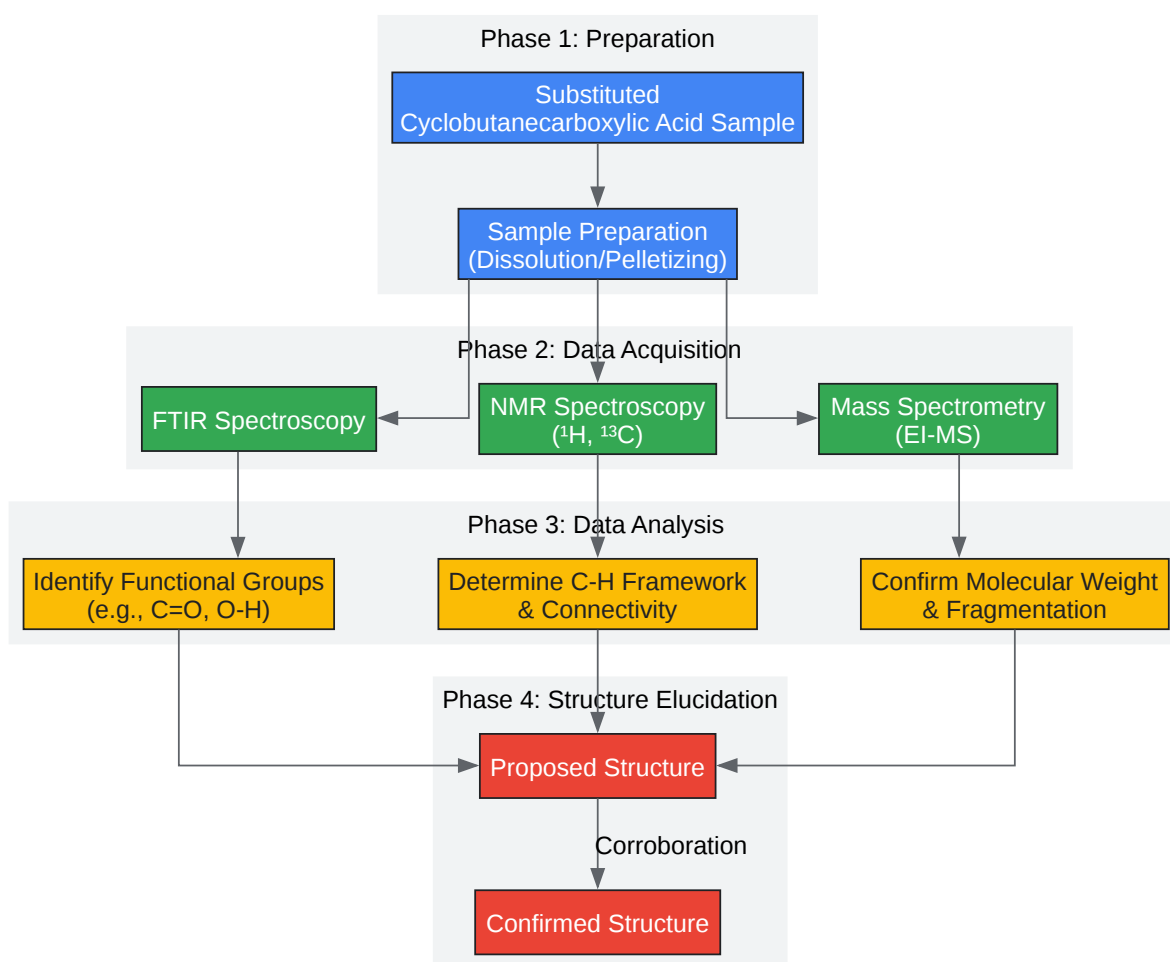 Phase 1: Preparation
Substituted
Cyclobutanecarboxylic Acid Sample
Sample Preparation
(Dissolution/Pelletizing)
Phase 2: Data Acquisition
FTIR Spectroscopy
NMR Spectroscopy
(¹H, ¹³C)
Mass Spectrometry
(EI-MS)
Phase 3: Data Analysis
Identify Functional Groups
(e.g., C=O, O-H)
Determine C-H Framework
& Connectivity
Confirm Molecular Weight
& Fragmentation
Phase 4: Structure Elucidation
Proposed Structure
Corroboration
Confirmed Structure